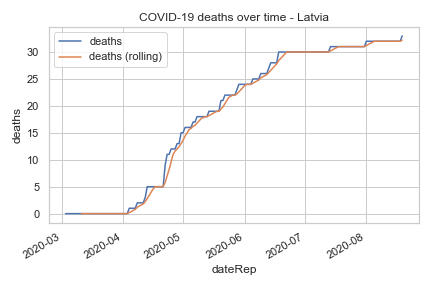 COVID-19 deaths over time - Latvia
deaths
deaths (rolling)
deaths
30
25
20
15
10
5
0
2020-03
2020-04
2020-05
2020-06
2020-07
2020-08
dateRep